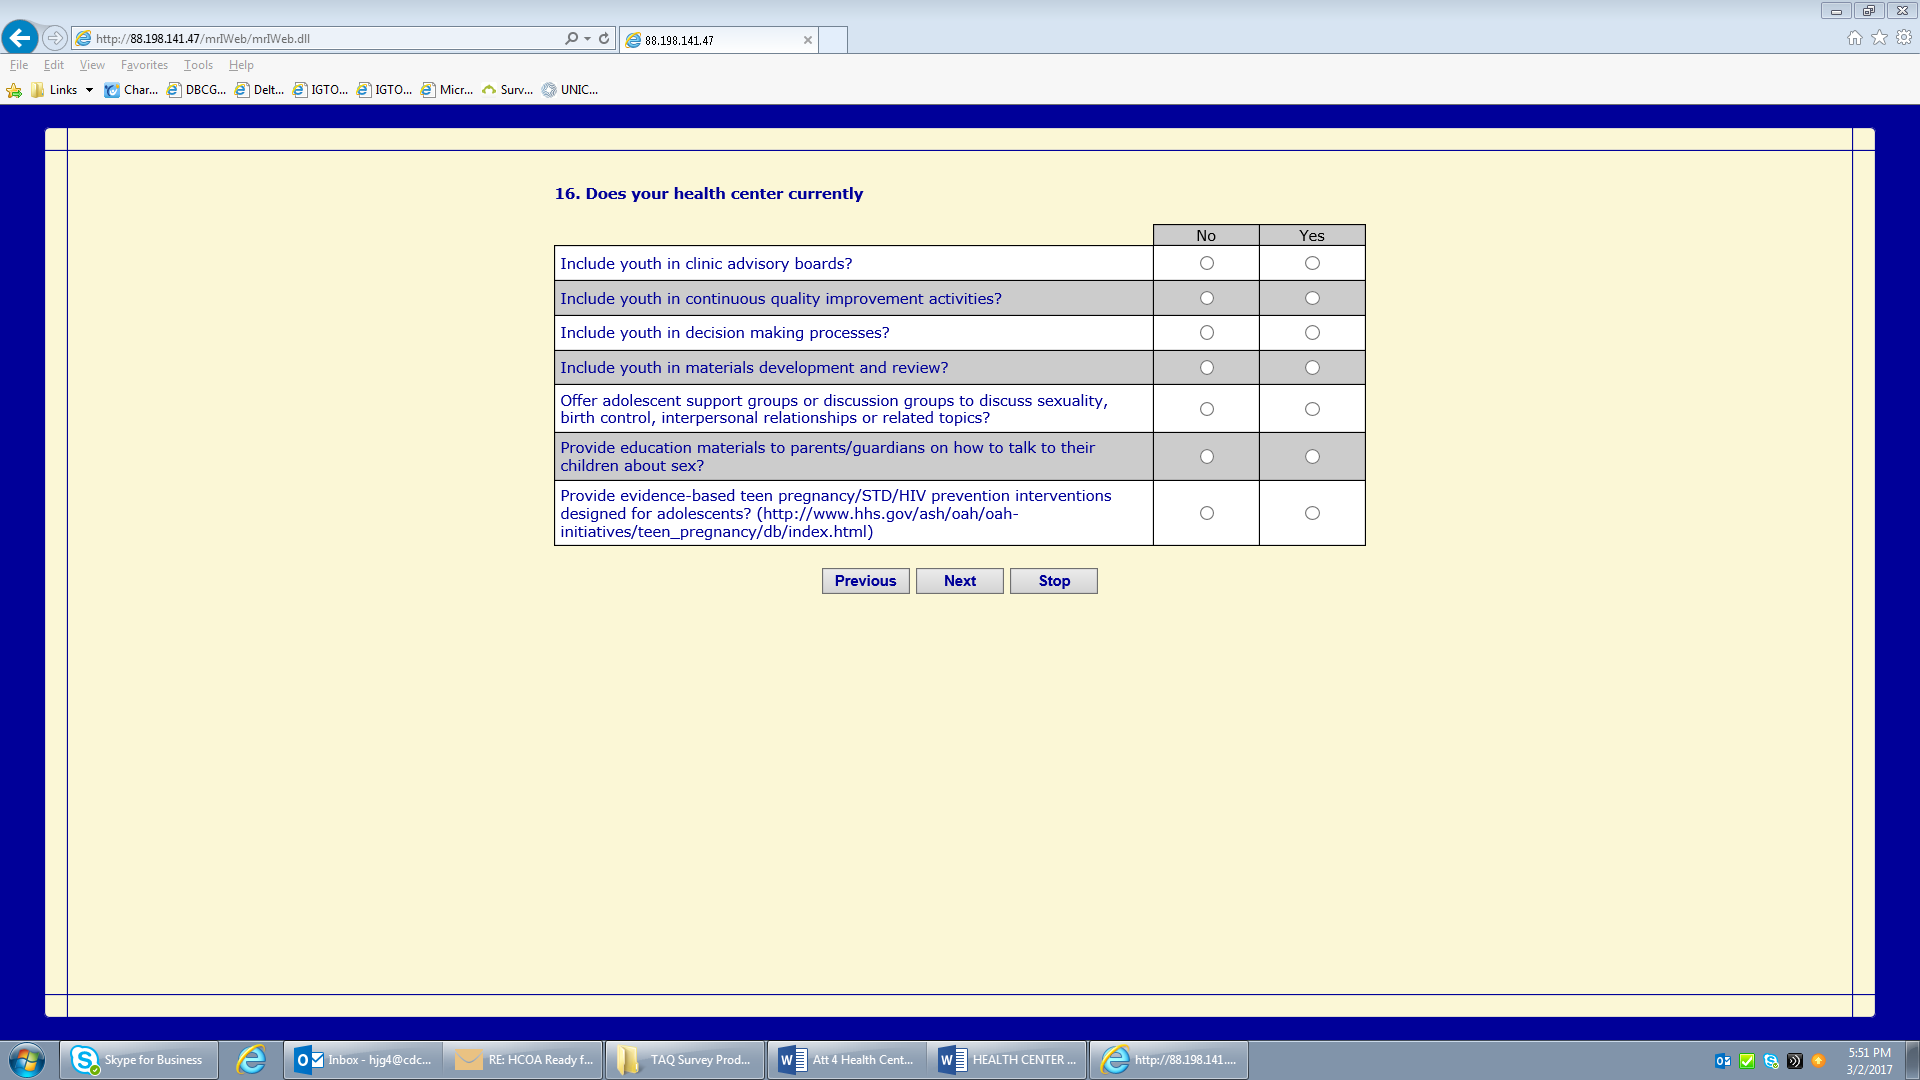 http://88.198.141.47/mrIWeb/mrIWeb.dll
88.198.141.47
File Edit View Favorites Tools Help
Links Char... DBCG... Delt... IGTO... IGTO... Micr... Surv... UNIC...
16. Does your health center currently
No Yes
Include youth in clinic advisory boards?
Include youth in continuous quality improvement activities?
Include youth in decision making processes?
Include youth in materials development and review?
Offer adolescent support groups or discussion groups to discuss sexuality,
birth control, interpersonal relationships or related topics?
Provide education materials to parents/guardians on how to talk to their
children about sex?
Provide evidence-based teen pregnancy/STD/HIV prevention interventions
designed for adolescents? (http://www.hhs.gov/ash/oah/oah-
initiatives/teen_pregnancy/db/index.html)
Previous Next Stop
Skype for Business
Inbox - hjg4@cdc...
RE: HCOA Ready f...
TAQ Survey Prod...
Att 4 Health Cent...
HEALTH CENTER ...
http://88.198.141....
5:51 PM
3/2/2017